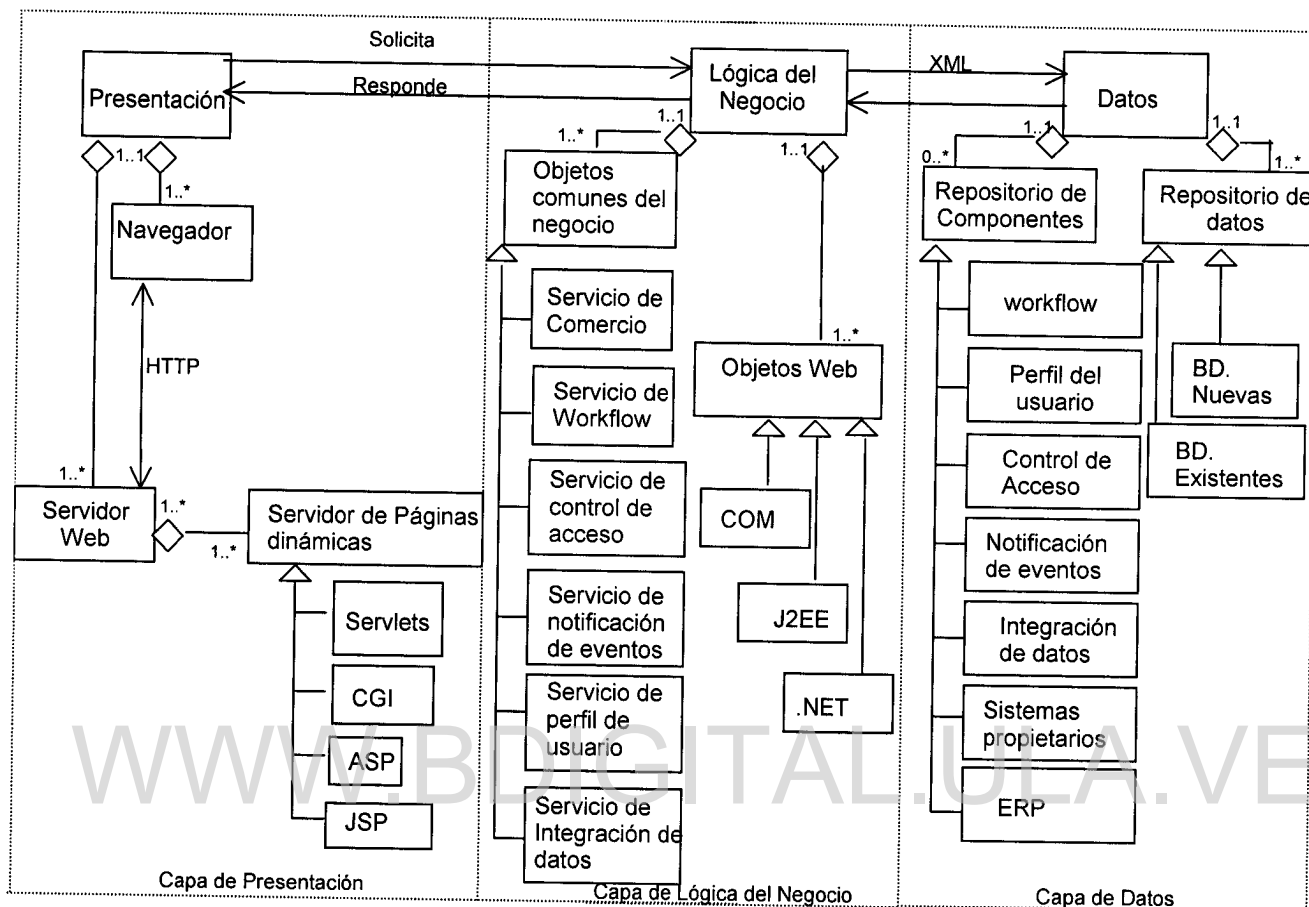 Solicita
Responde
Presentación
1..1
1..*
Navegador
HTTP
1..*
Servidor
Web
1..*
1..*
Servidor de Páginas
dinámicas
Servlets
CGI
ASP
JSP
Capa de Presentación
Lógica del
Negocio
1..*
1..1
1..1
Objetos
comunes del
negocio
Servicio de
Comercio
Servicio de
Workflow
Servicio de
control de
acceso
Servicio de
notificación
de eventos
Servicio de
perfil de
usuario
Servicio de
Integración de
datos
1..*
Objetos Web
COM
J2EE
.NET
Capa de Lógica del Negocio
XML
Datos
1..1
1..1
0..*
1..*
Repositorio de
Componentes
Repositorio de
datos
workflow
Perfil del
usuario
Control de
Acceso
Notificación
de eventos
Integración
de datos
Sistemas
propietarios
ERP
BD.
Nuevas
BD.
Existentes
Capa de Datos
WWW.BDIGITAL.ULA.VE